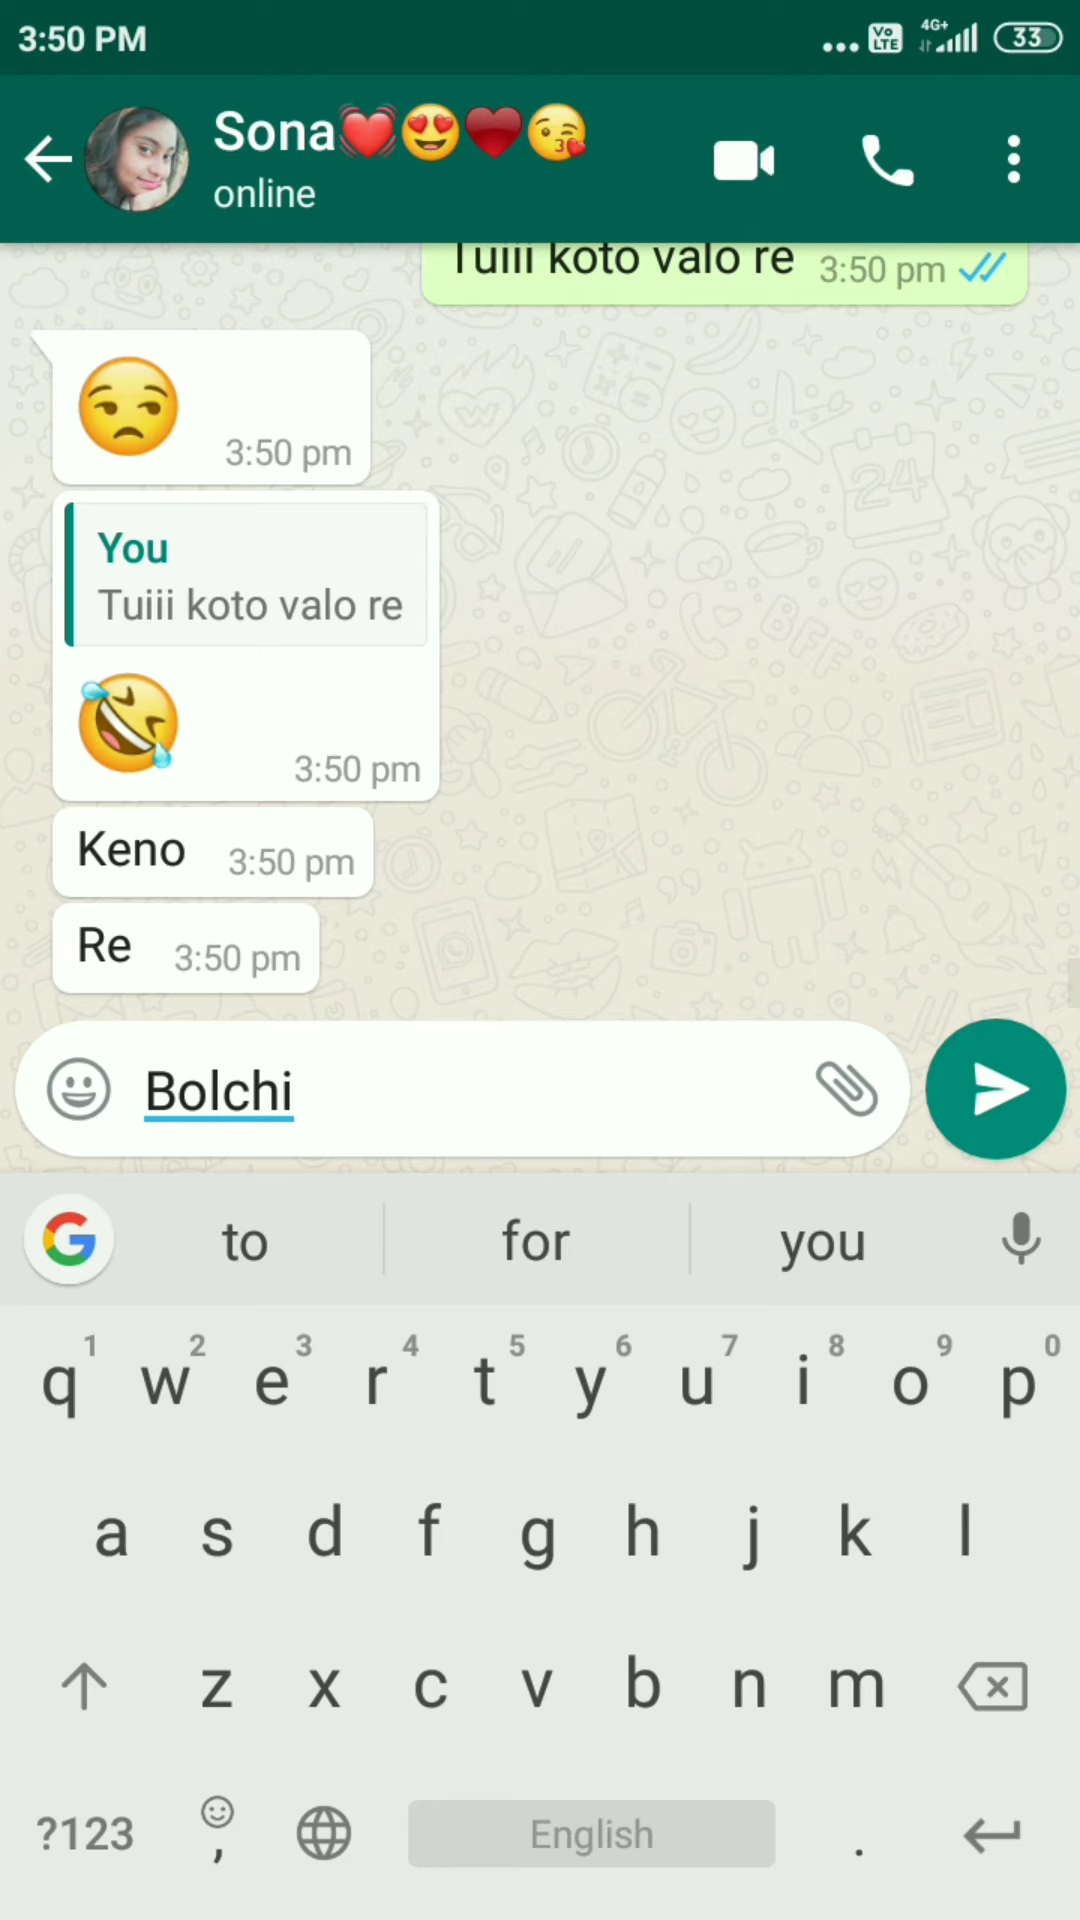 3:50 PM
VoLTE 4G+ 33
Sona💓😍❤️😘
online
Tuiii koto valo re 3:50 pm
😒 3:50 pm
You
Tuiii koto valo re
🤣 3:50 pm
Keno 3:50 pm
Re 3:50 pm
Bolchi
to for you
1 2 3 4 5 6 7 8 9 0
q w e r t y u i o p
a s d f g h j k l
z x c v b n m
?123 , English .